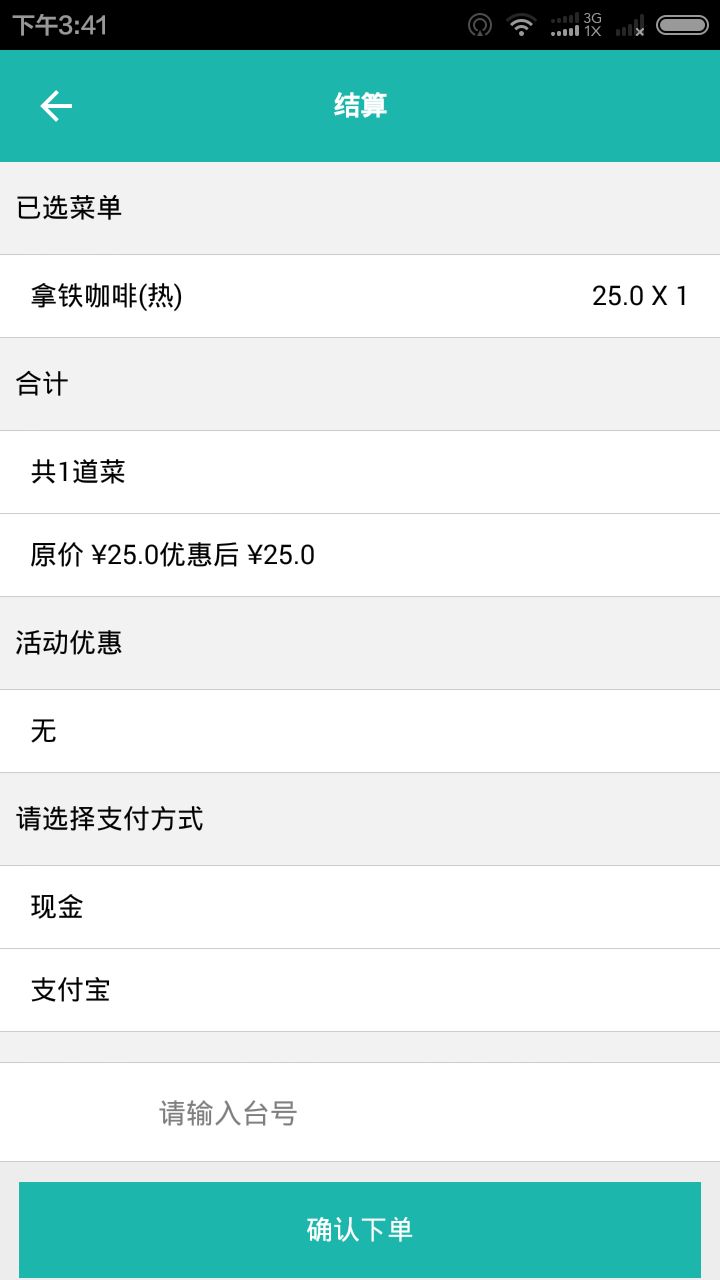 下午3:41
3G
1X
结算
已选菜单
拿铁咖啡(热) 25.0 X 1
合计
共1道菜
原价 ¥25.0优惠后 ¥25.0
活动优惠
无
请选择支付方式
现金
支付宝
请输入台号
确认下单